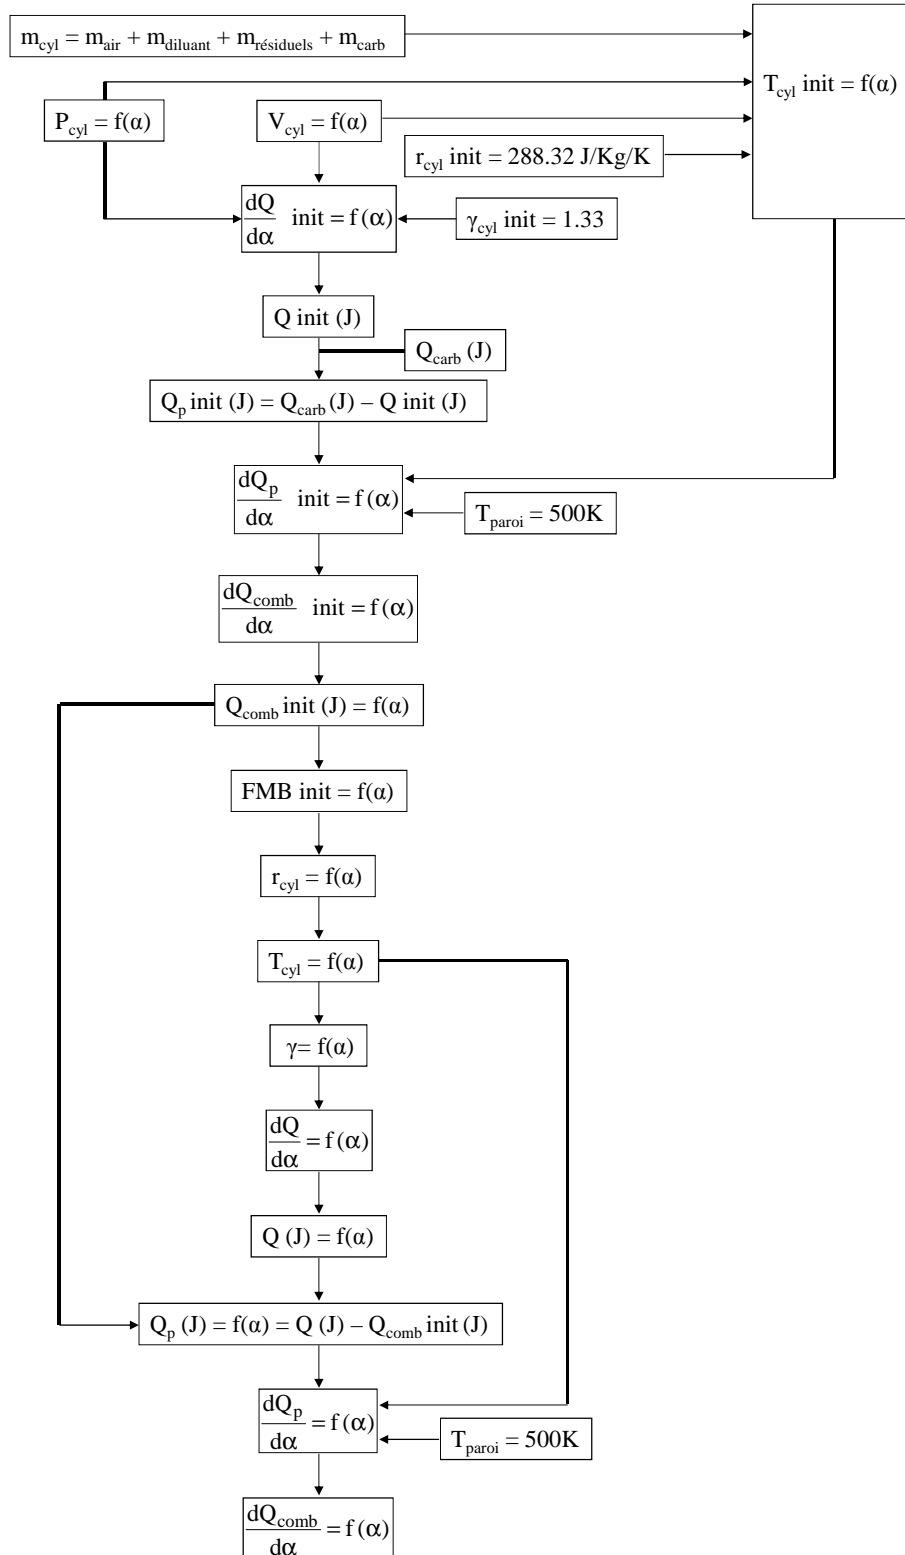 m_cyl = m_air + m_diluant + m_résiduels + m_carb
T_cyl init = f(α)
P_cyl = f(α)
V_cyl = f(α)
r_cyl init = 288.32 J/Kg/K
dQ/dα init = f(α)
γ_cyl init = 1.33
Q init (J)
Q_carb (J)
Q_p init (J) = Q_carb (J) – Q init (J)
dQ_p/dα init = f(α)
T_paroi = 500K
dQ_comb/dα init = f(α)
Q_comb init (J) = f(α)
FMB init = f(α)
r_cyl = f(α)
T_cyl = f(α)
γ= f(α)
dQ/dα = f(α)
Q (J) = f(α)
Q_p (J) = f(α) = Q (J) – Q_comb init (J)
dQ_p/dα = f(α)
T_paroi = 500K
dQ_comb/dα = f(α)